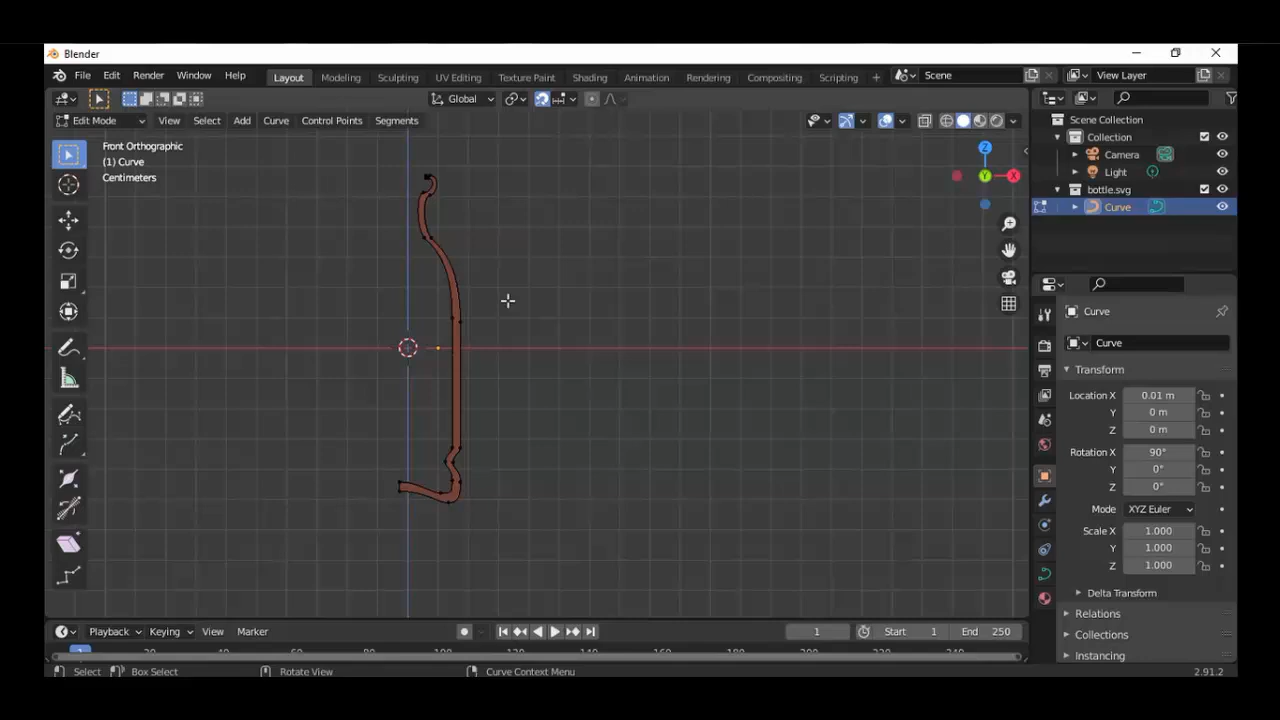 Blender
File Edit Render Window Help
Layout Modeling Sculpting UV Editing Texture Paint Shading Animation Rendering Compositing Scripting + Scene View Layer
Global
Edit Mode View Select Add Curve Control Points Segments
Front Orthographic
(1) Curve
Centimeters
Z
Y
X
Scene Collection
Collection
Camera
Light
bottle.svg
Curve
Curve
Curve
Transform
Location X 0.01 m
Y 0 m
Z 0 m
Rotation X 90°
Y 0°
Z 0°
Mode XYZ Euler
Scale X 1.000
Y 1.000
Z 1.000
Delta Transform
Relations
Collections
Instancing
Playback Keying View Marker 1 Start 1 End 250
Select Box Select Rotate View Curve Context Menu 2.91.2